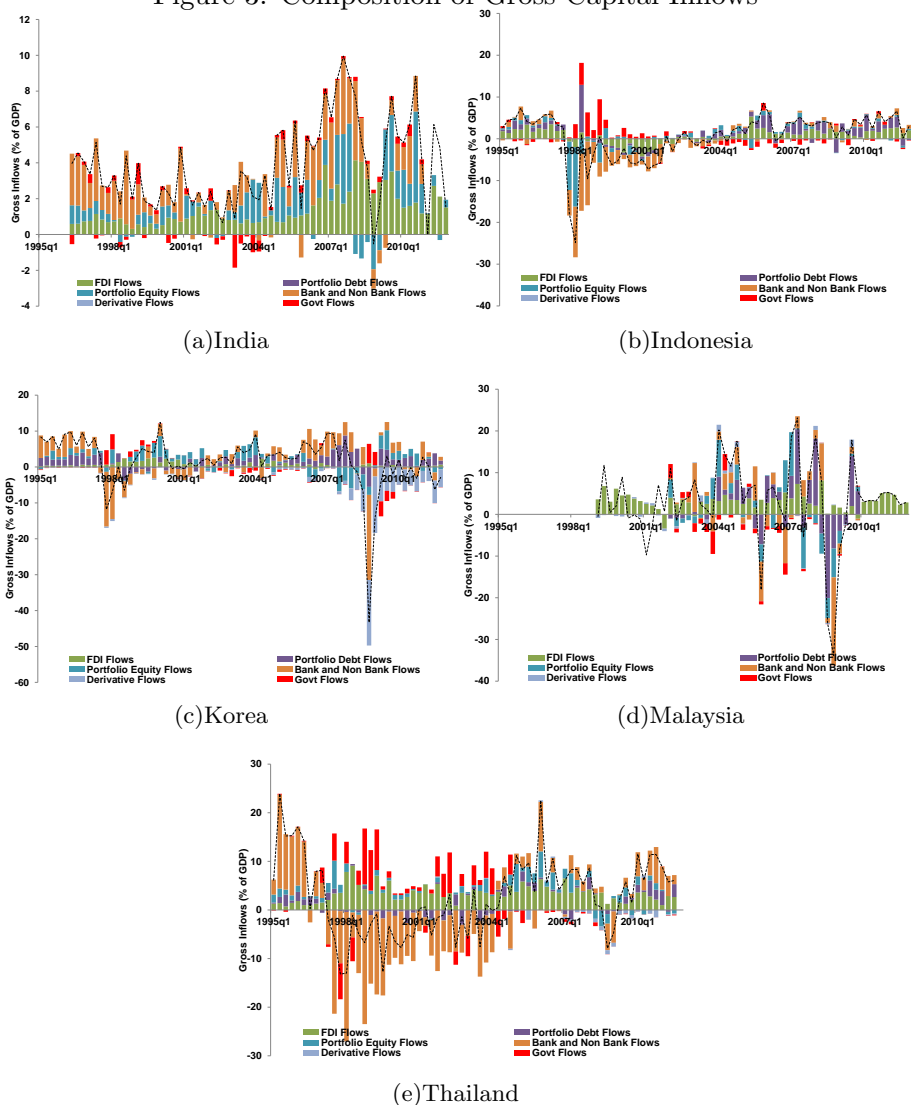 Figure Composition of Gross Capital Inflows
12
10
8
6
4
2
0
-2
-4
Gross Inflows (% of GDP)
1995q1 1998q1 2001q1 2004q1 2007q1 2010q1
FDI Flows Portfolio Debt Flows
Portfolio Equity Flows Bank and Non Bank Flows
Derivative Flows Govt Flows
(a)India
30
20
10
0
-10
-20
-30
-40
Gross Inflows (% of GDP)
1995q1 1998q1 2001q1 2004q1 2007q1 2010q1
FDI Flows Portfolio Debt Flows
Portfolio Equity Flows Bank and Non Bank Flows
Derivative Flows Govt Flows
(b)Indonesia
20
10
0
-10
-20
-30
-40
-50
-60
Gross Inflows (% of GDP)
1995q1 1998q1 2001q1 2004q1 2007q1 2010q1
FDI Flows Portfolio Debt Flows
Portfolio Equity Flows Bank and Non Bank Flows
Derivative Flows Govt Flows
(c)Korea
30
20
10
0
-10
-20
-30
-40
Gross Inflows (% of GDP)
1995q1 1998q1 2001q1 2004q1 2007q1 2010q1
FDI Flows Portfolio Debt Flows
Portfolio Equity Flows Bank and Non Bank Flows
Derivative Flows Govt Flows
(d)Malaysia
30
20
10
0
-10
-20
-30
Gross Inflows (% of GDP)
1995q1 1998q1 2001q1 2004q1 2007q1 2010q1
FDI Flows Portfolio Debt Flows
Portfolio Equity Flows Bank and Non Bank Flows
Derivative Flows Govt Flows
(e)Thailand